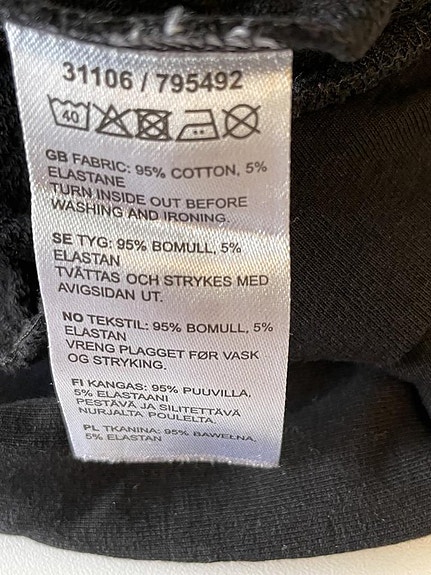 31106 / 795492
40
GB FABRIC: 95% COTTON, 5%
ELASTANE
TURN INSIDE OUT BEFORE
WASHING AND IRONING.
SE TYG: 95% BOMULL, 5%
ELASTAN
TVÄTTAS OCH STRYKES MED
AVIGSIDAN UT.
NO TEKSTIL: 95% BOMULL, 5%
ELASTAN
VRENG PLAGGET FØR VASK
OG STRYKING.
FI KANGAS: 95% PUUVILLA,
5% ELASTAANI
PESTÄVÄ JA SILITETTÄVÄ
NURJALTA PUOLELTA.
PL TKANINA: 95% BAWEŁNA,
5% ELASTAN